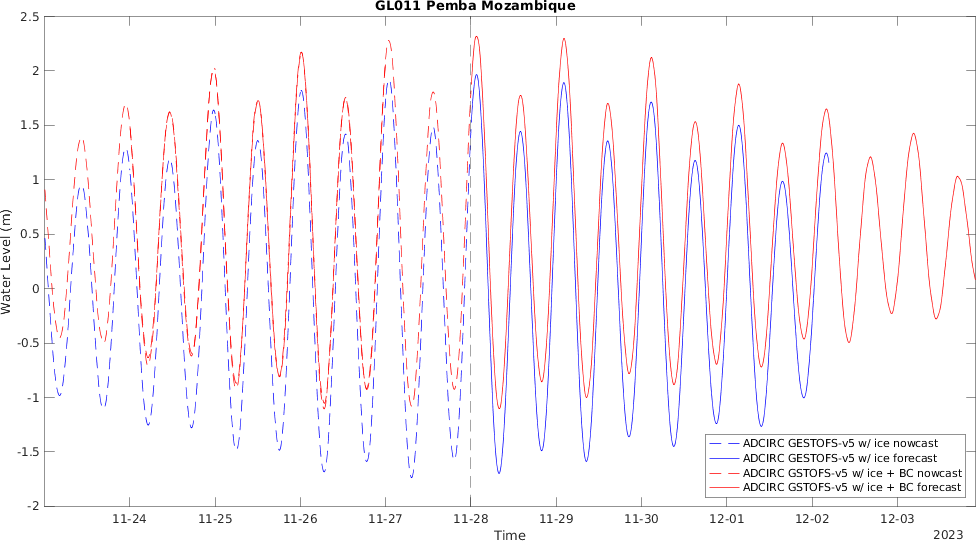 GL011 Pemba Mozambique
2.5
2
1.5
1
0.5
0
-0.5
-1
-1.5
-2
Water Level (m)
ADCIRC GESTOFS-v5 w/ ice nowcast
ADCIRC GESTOFS-v5 w/ ice forecast
ADCIRC GSTOFS-v5 w/ ice + BC nowcast
ADCIRC GSTOFS-v5 w/ ice + BC forecast
11-24 11-25 11-26 11-27 11-28 11-29 11-30 12-01 12-02 12-03
Time
2023